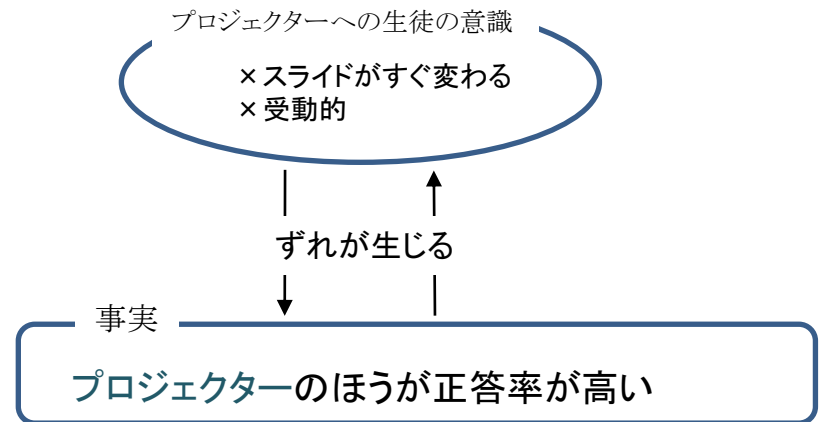 プロジェクターへの生徒の意識
×スライドがすぐ変わる
×受動的
ずれが生じる
事実
プロジェクターのほうが正答率が高い